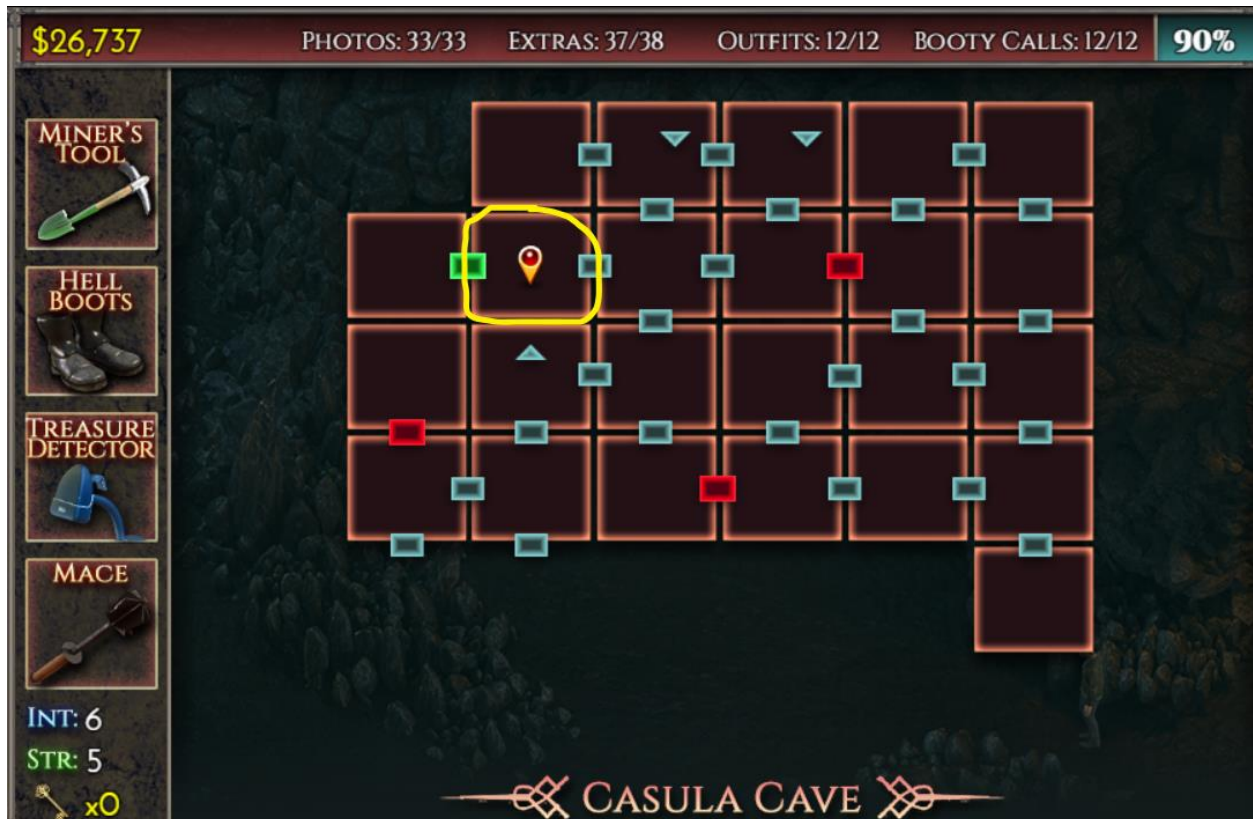 $26,737 PHOTOS: 33/33 EXTRAS: 37/38 OUTFITS: 12/12 BOOTY CALLS: 12/12 90%
MINER'S
TOOL
HELL
BOOTS
TREASURE
DETECTOR
MACE
INT: 6
STR: 5
x0
CASULA CAVE